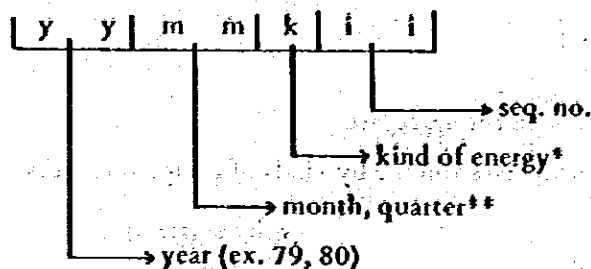 y y m m k i i
seq. no.
kind of energy*
month, quarter**
year (ex. 79, 80)